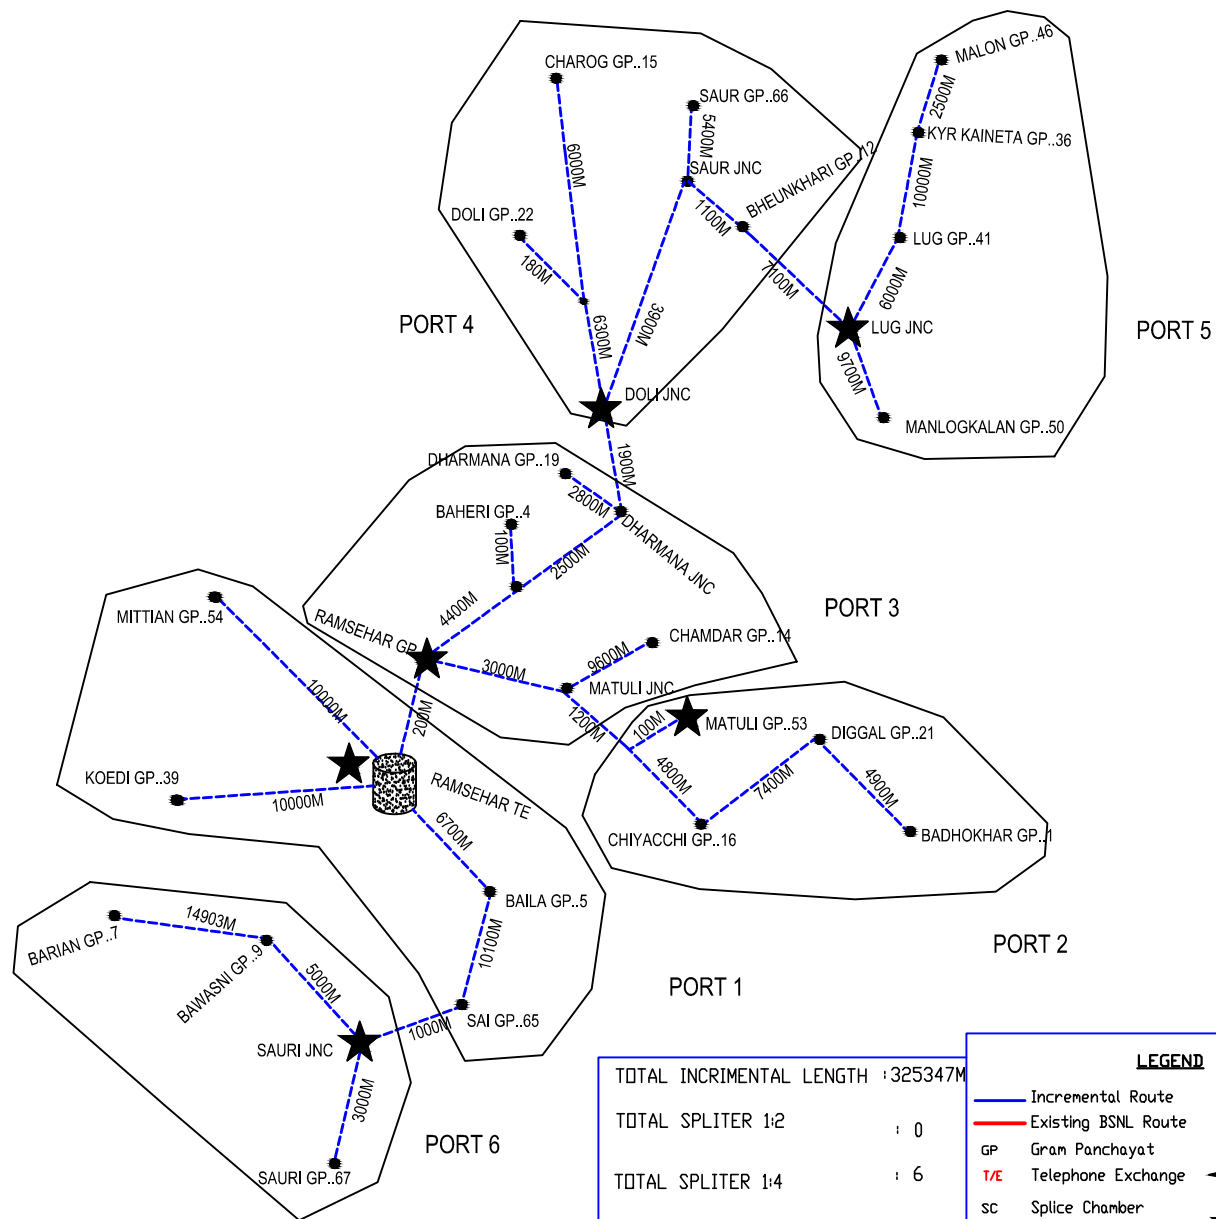 MALON GP..46
CHAROG GP..15
2500M
SAUR GP..66
5400M
KYR KAINETA GP..36
6000M
SAUR JNC
BHEUNKHARI GP..12
10000M
DOLI GP..22
1100M
LUG GP..41
180M
7100M
6000M
PORT 4
6300M
3900M
LUG JNC
PORT 5
9700M
DOLI JNC
MANLOGKALAN GP..50
1900M
DHARMANA GP..19
2800M
BAHERI GP..4
100M
2500M
DHARMANA JNC
MITTIAN GP..54
4400M
PORT 3
RAMSEHAR GP
CHAMDAR GP..14
3000M
9600M
MATULI JNC
10000M
200M
1200M
100M
MATULI GP..53
DIGGAL GP..21
KOEDI GP..39
10000M
RAMSEHAR TE
4800M
7400M
4900M
6700M
CHIYACCHI GP..16
BADHOKHAR GP..1
BAILA GP..5
14903M
BARIAN GP..7
BAWASNI GP..9
5000M
10100M
PORT 2
PORT 1
SAI GP..65
1000M
SAURI JNC
3000M
PORT 6
SAURI GP..67
TOTAL INCRIMENTAL LENGTH :325347M
TOTAL SPLITER 1:2 : 0
TOTAL SPLITER 1:4 : 6
LEGEND
Incremental Route
Existing BSNL Route
GP Gram Panchayat
T/E Telephone Exchange
SC Splice Chamber